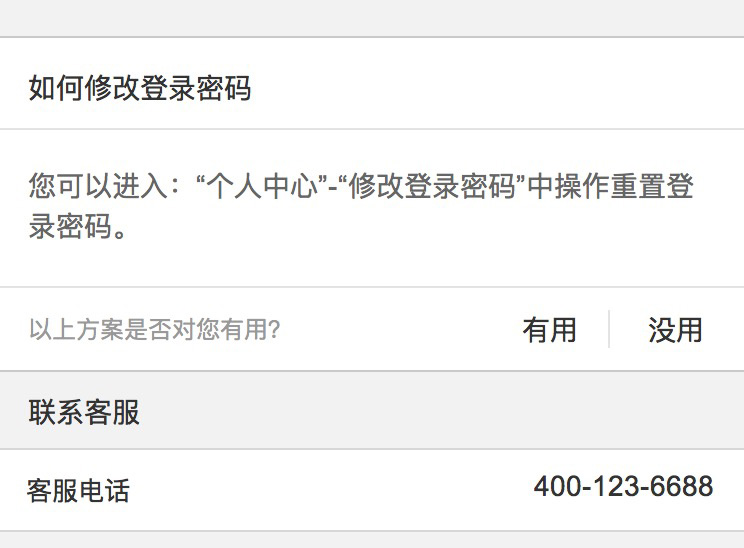 如何修改登录密码
您可以进入：“个人中心”-“修改登录密码”中操作重置登
录密码。
以上方案是否对您有用?
有用
没用
联系客服
客服电话
400-123-6688